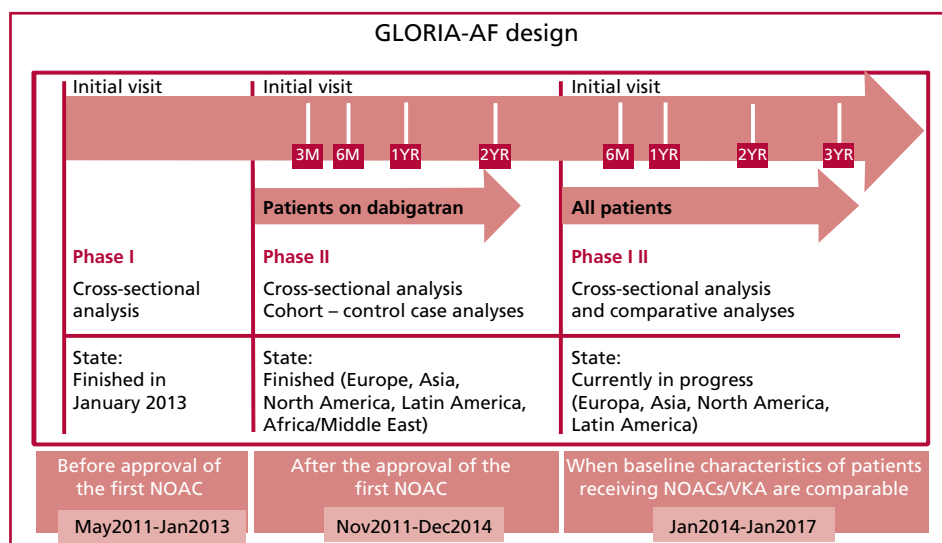 GLORIA-AF design
Initial visit
Initial visit
Initial visit
3M
6M
1YR
2YR
6M
1YR
2YR
3YR
Patients on dabigatran
All patients
Phase I
Cross-sectional
analysis
Phase II
Cross-sectional analysis
Cohort – control case analyses
Phase I II
Cross-sectional analysis
and comparative analyses
State:
Finished in
January 2013
State:
Finished (Europe, Asia,
North America, Latin America,
Africa/Middle East)
State:
Currently in progress
(Europa, Asia, North America,
Latin America)
Before approval of
the first NOAC
May2011-Jan2013
After the approval of the
first NOAC
Nov2011-Dec2014
When baseline characteristics of patients
receiving NOACs/VKA are comparable
Jan2014-Jan2017